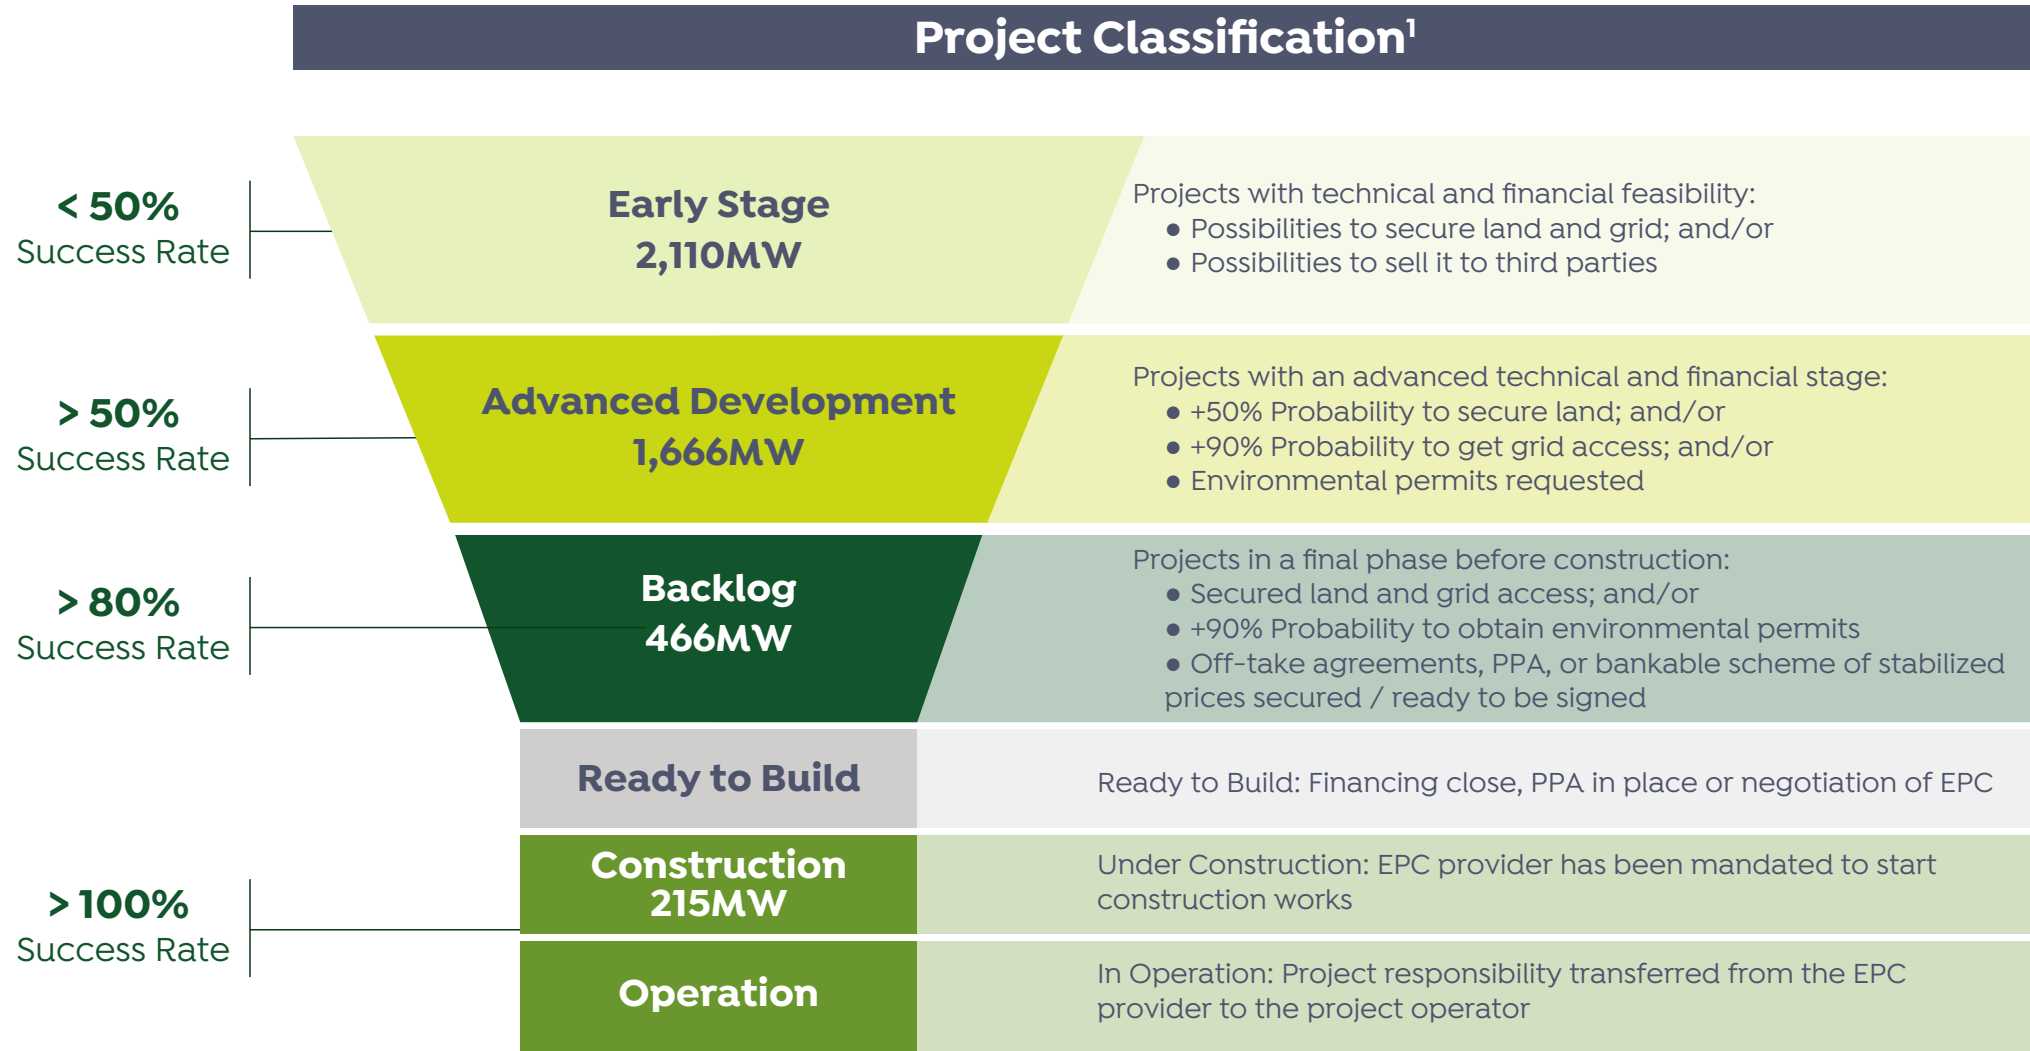 Project Classification¹
< 50%
Success Rate
Early Stage
2,110MW
Projects with technical and financial feasibility:
● Possibilities to secure land and grid; and/or
● Possibilities to sell it to third parties
> 50%
Success Rate
Advanced Development
1,666MW
Projects with an advanced technical and financial stage:
● +50% Probability to secure land; and/or
● +90% Probability to get grid access; and/or
● Environmental permits requested
> 80%
Success Rate
Backlog
466MW
Projects in a final phase before construction:
● Secured land and grid access; and/or
● +90% Probability to obtain environmental permits
● Off-take agreements, PPA, or bankable scheme of stabilized
prices secured / ready to be signed
Ready to Build
Ready to Build: Financing close, PPA in place or negotiation of EPC
> 100%
Success Rate
Construction
215MW
Under Construction: EPC provider has been mandated to start
construction works
Operation
In Operation: Project responsibility transferred from the EPC
provider to the project operator